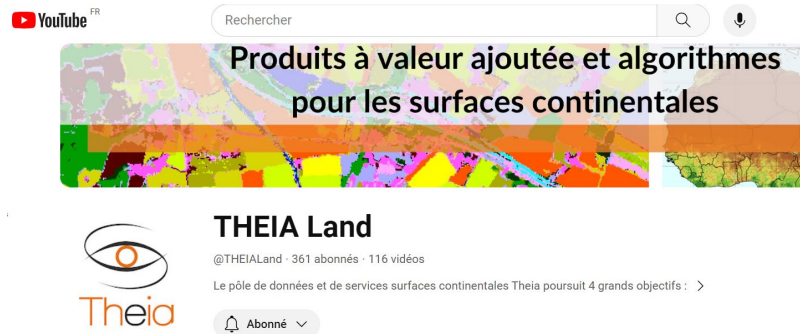 YouTube FR
Rechercher
Produits à valeur ajoutée et algorithmes
pour les surfaces continentales
THEIA Land
@THEIALand · 361 abonnés · 116 vidéos
Le pôle de données et de services surfaces continentales Theia poursuit 4 grands objectifs :
Theia
Abonné